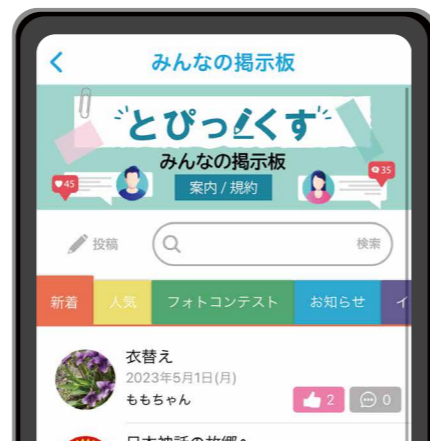 みんなの掲示板
とぴっくす
みんなの掲示板
案内 / 規約
45
35
投稿
検索
新着
人気
フォトコンテスト
お知らせ
イ
衣替え
2023年5月1日(月)
ももちゃん
2
0